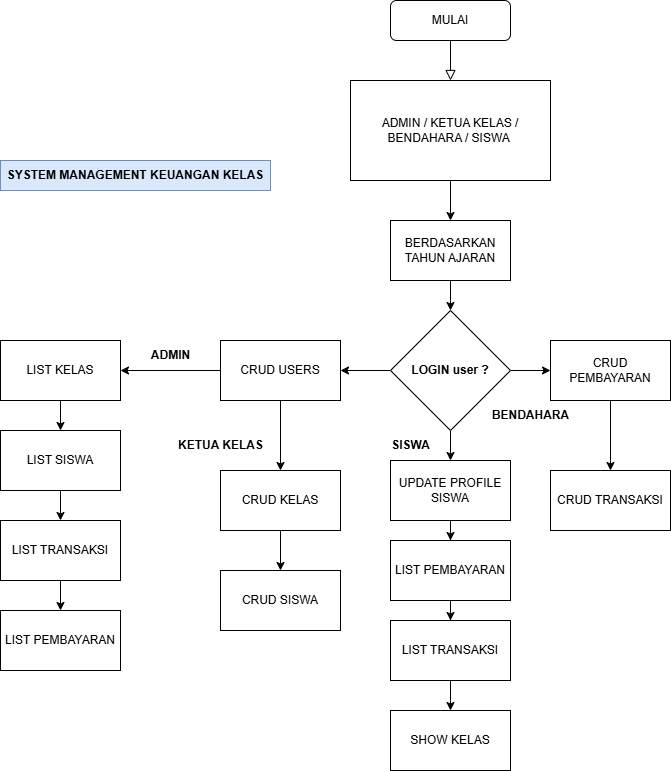 MULAI
ADMIN / KETUA KELAS /
BENDAHARA / SISWA
SYSTEM MANAGEMENT KEUANGAN KELAS
BERDASARKAN
TAHUN AJARAN
LOGIN user ?
ADMIN
CRUD USERS
LIST KELAS
LIST SISWA
LIST TRANSAKSI
LIST PEMBAYARAN
KETUA KELAS
CRUD KELAS
CRUD SISWA
SISWA
UPDATE PROFILE
SISWA
LIST PEMBAYARAN
LIST TRANSAKSI
SHOW KELAS
CRUD
PEMBAYARAN
BENDAHARA
CRUD TRANSAKSI